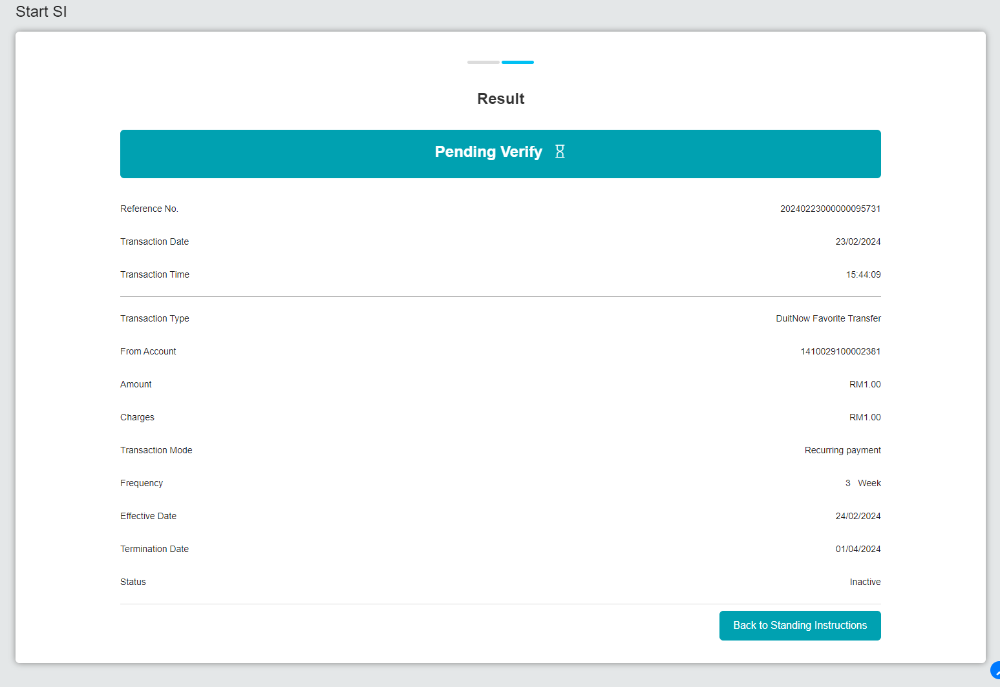 Start SI
Result
Pending Verify
Reference No. 20240223000000095731
Transaction Date 23/02/2024
Transaction Time 15:44:09
Transaction Type DuitNow Favorite Transfer
From Account 1410029100002381
Amount RM1.00
Charges RM1.00
Transaction Mode Recurring payment
Frequency 3 Week
Effective Date 24/02/2024
Termination Date 01/04/2024
Status Inactive
Back to Standing Instructions